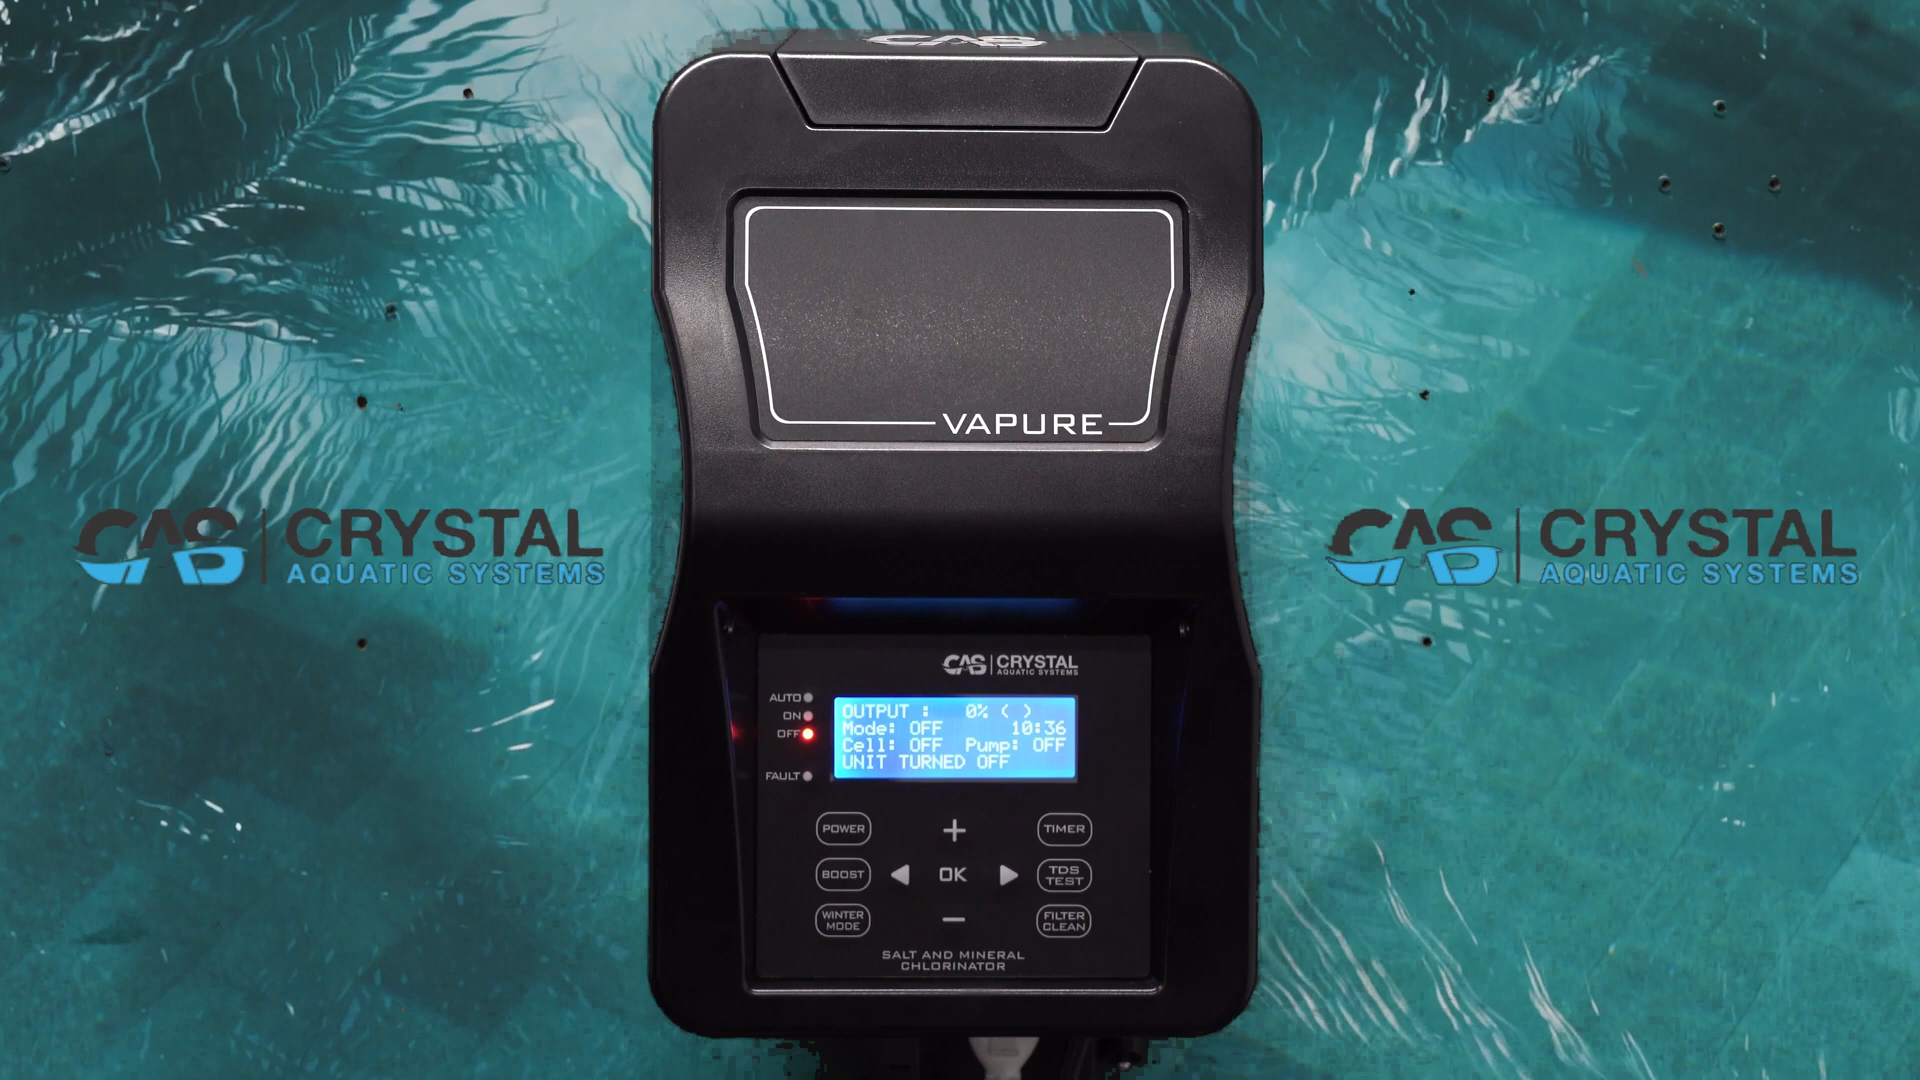 CAS
VAPURE
CAS | CRYSTAL
AQUATIC SYSTEMS
CAS | CRYSTAL
AQUATIC SYSTEMS
CAS | CRYSTAL
AQUATIC SYSTEMS
AUTO
ON
OFF
FAULT
OUTPUT : 0% ( )
Mode: OFF 10:36
Cell: OFF Pump: OFF
UNIT TURNED OFF
POWER
+
TIMER
BOOST
OK
TDS
TEST
WINTER
MODE
−
FILTER
CLEAN
SALT AND MINERAL
CHLORINATOR